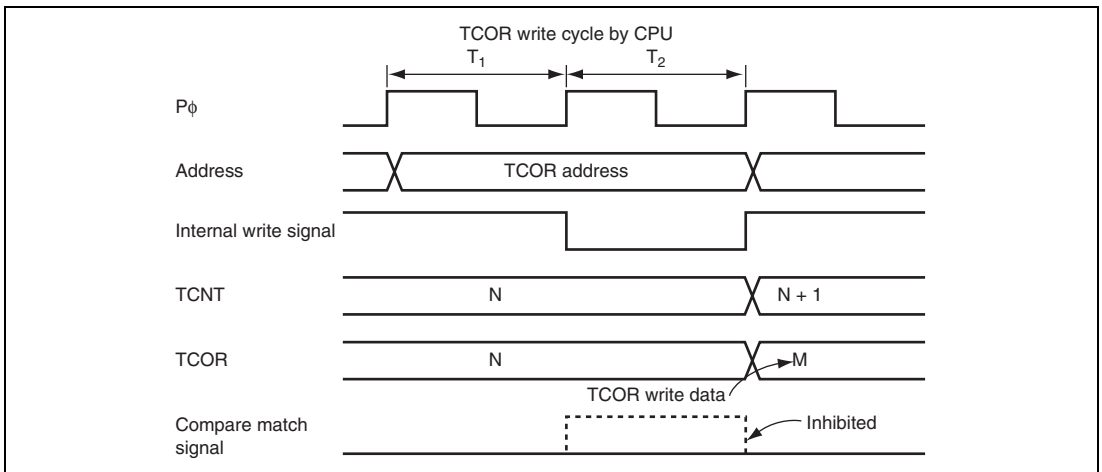 TCOR write cycle by CPU
T1 T2
Pϕ
Address TCOR address
Internal write signal
TCNT N N + 1
TCOR N M
TCOR write data
Compare match
signal
Inhibited